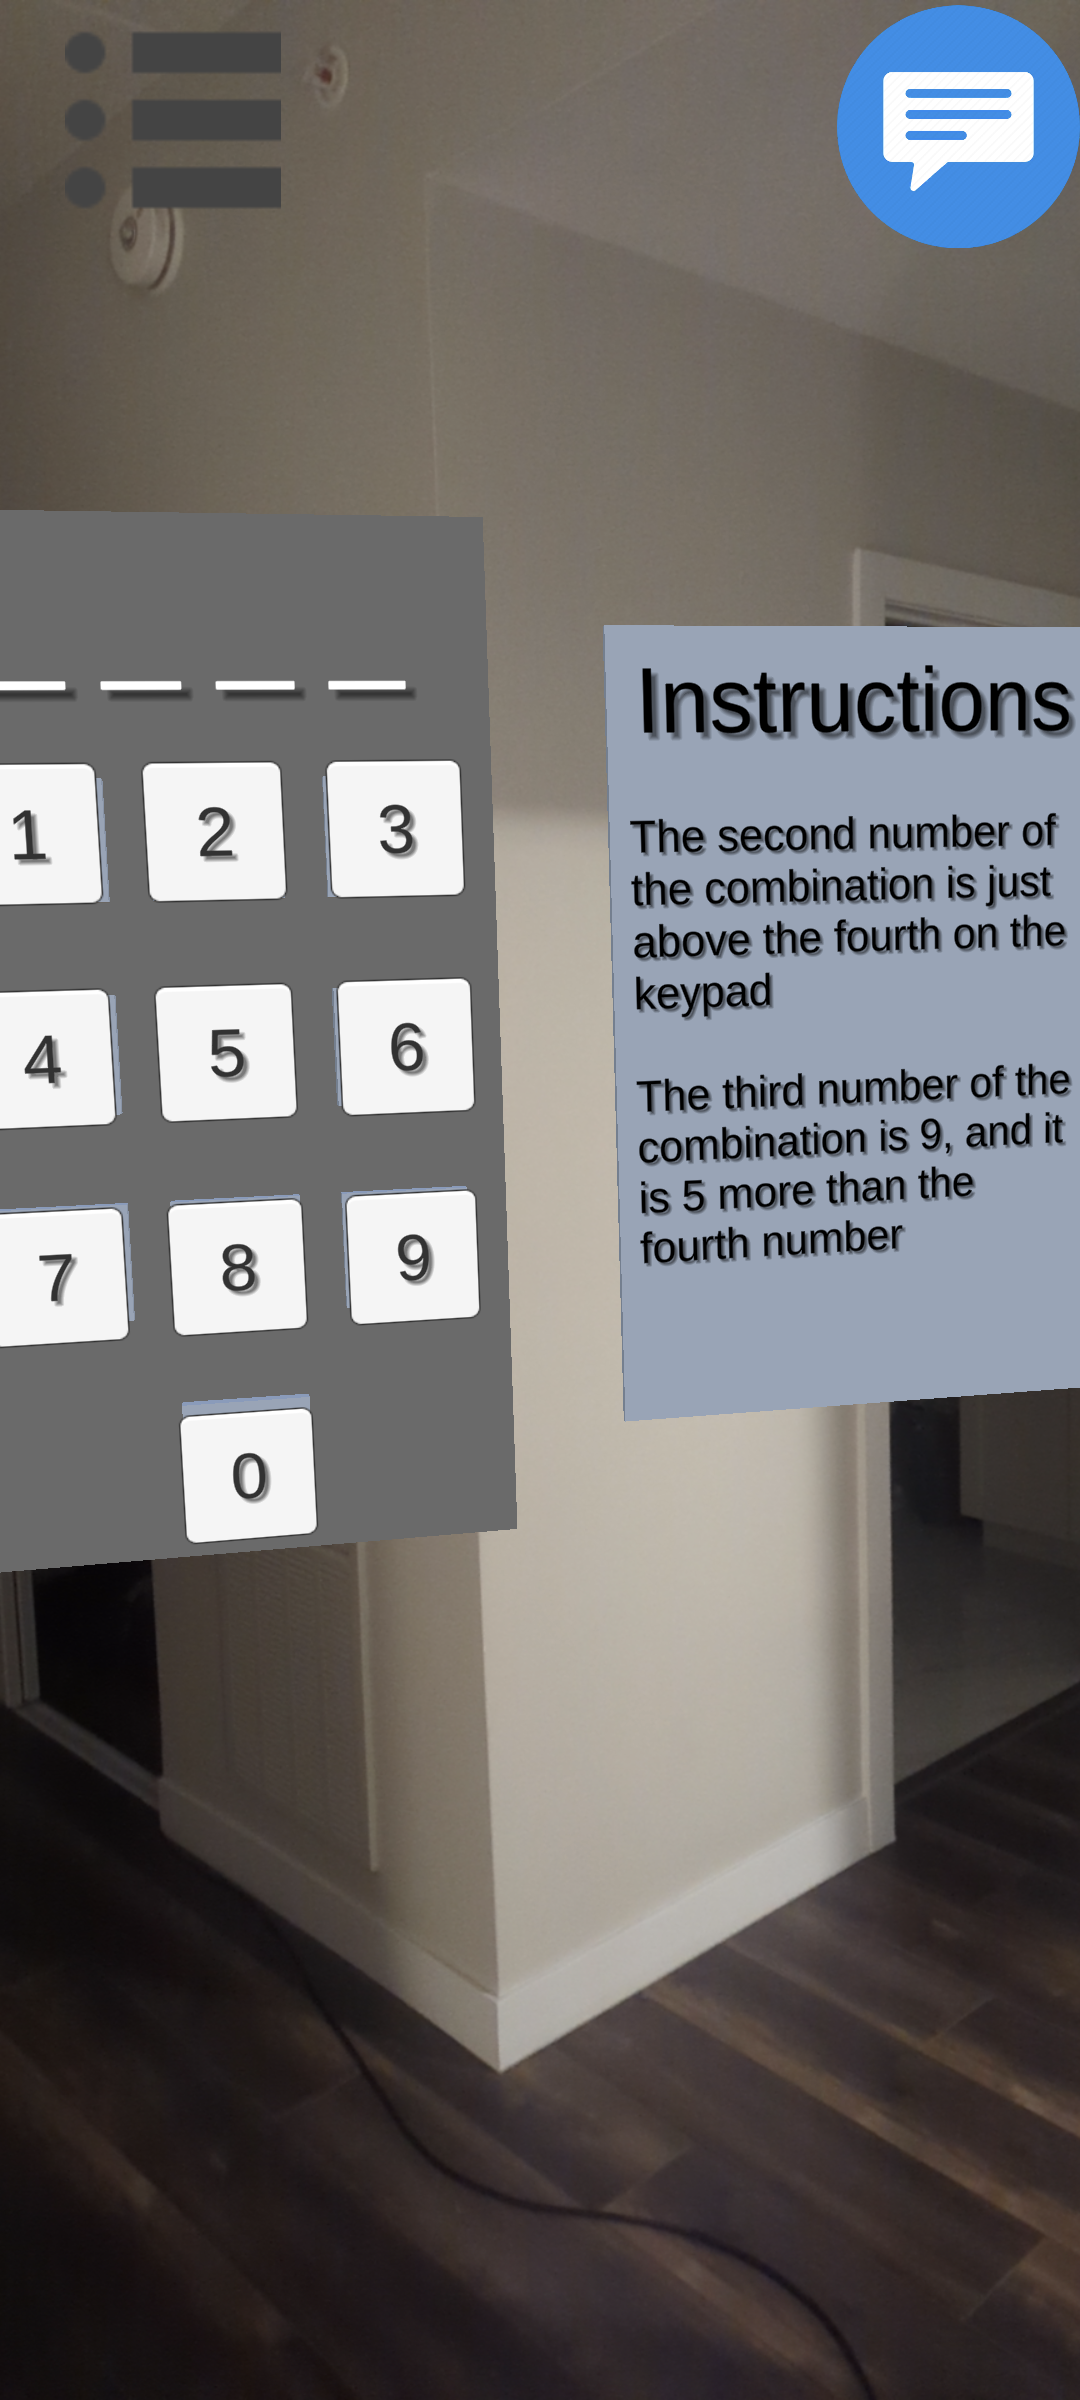 1 2 3
4 5 6
7 8 9
0
Instructions
The second number of
the combination is just
above the fourth on the
keypad
The third number of the
combination is 9, and it
is 5 more than the
fourth number